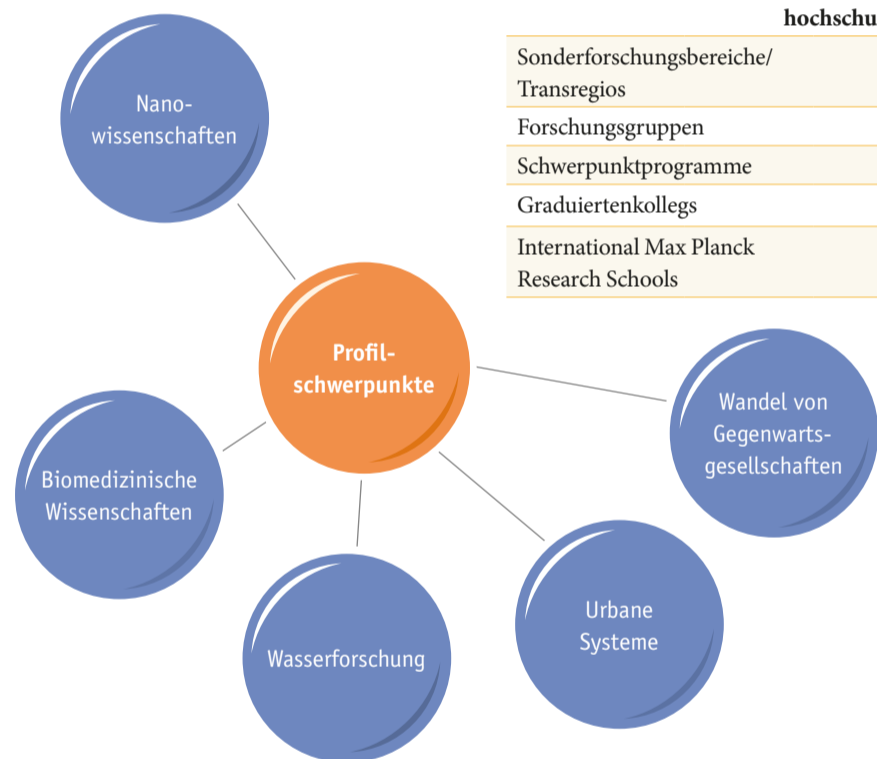 hochschu
Sonderforschungsbereiche/
Transregios
Forschungsgruppen
Schwerpunktprogramme
Graduiertenkollegs
International Max Planck
Research Schools
Nano-
wissenschaften
Profil-
schwerpunkte
Wandel von
Gegenwarts-
gesellschaften
Biomedizinische
Wissenschaften
Urbane
Systeme
Wasserforschung